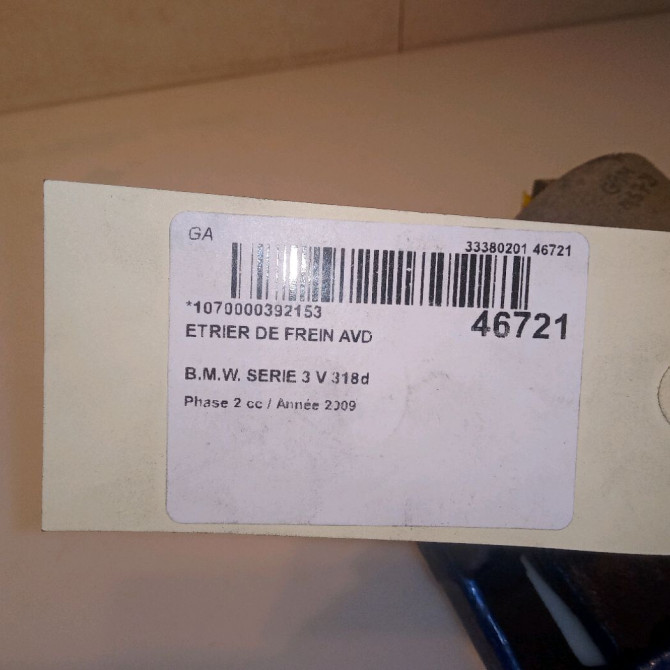 GA
33380201 46721
*1070000392153
46721
ETRIER DE FREIN AVD
B.M.W. SERIE 3 V 318d
Phase 2 cc / Année 2009